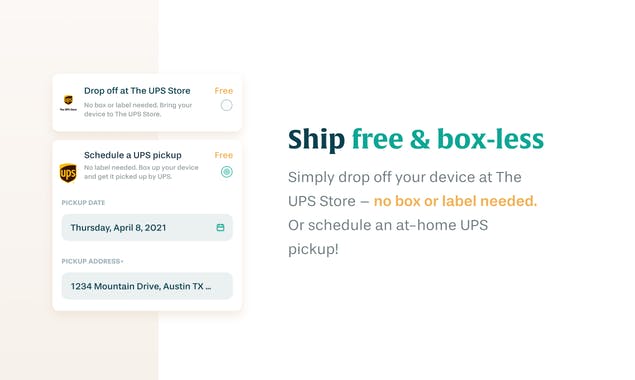 Drop off at The UPS Store
Free
No box or label needed. Bring your
device to The UPS Store.
The UPS Store
Schedule a UPS pickup
Free
No label needed. Box up your device
and get it picked up by UPS.
ups
PICKUP DATE
Thursday, April 8, 2021
PICKUP ADDRESS*
1234 Mountain Drive, Austin TX ...
Ship free & box-less
Simply drop off your device at The
UPS Store – no box or label needed.
Or schedule an at-home UPS
pickup!